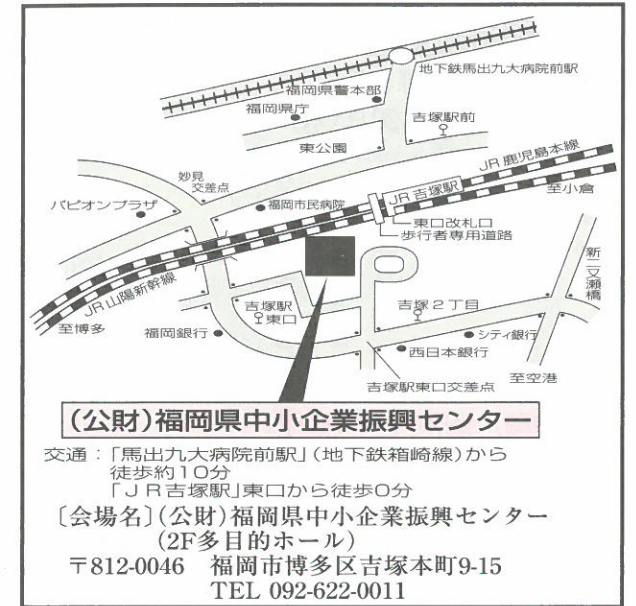 地下鉄馬出九大病院前駅
福岡県警本部
福岡県庁
吉塚駅前
東公園
JR 鹿児島本線
妙見
交差点
JR 吉塚駅
至小倉
パピヨンプラザ
福岡市民病院
東口改札口
歩行者専用道路
新二又瀬橋
JR 山陽新幹線
吉塚駅
東口
吉塚2丁目
至博多
福岡銀行
シティ銀行
西日本銀行
至空港
吉塚駅東口交差点
(公財)福岡県中小企業振興センター
交通:「馬出九大病院前駅」(地下鉄箱崎線)から
徒歩約10分
「JR吉塚駅」東口から徒歩0分
〔会場名〕(公財)福岡県中小企業振興センター
(2F多目的ホール)
〒812-0046 福岡市博多区吉塚本町9-15
TEL 092-622-0011